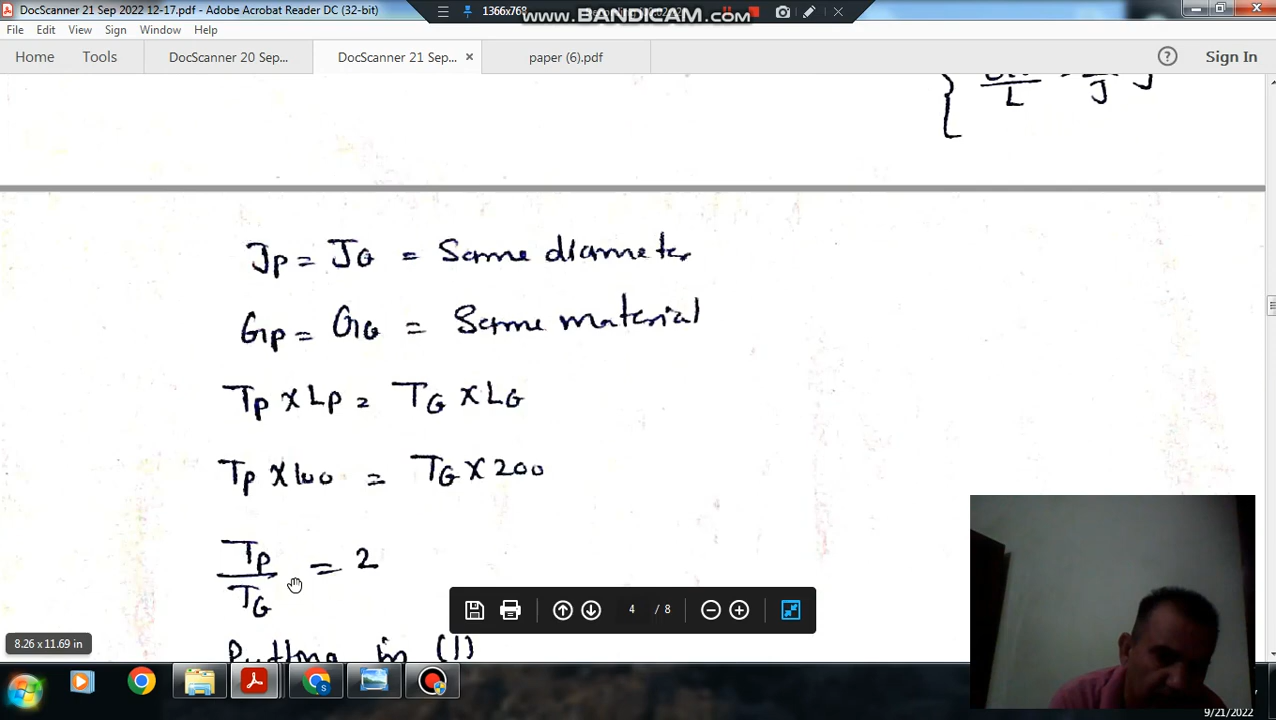 DocScanner 21 Sep 2022 12-17.pdf - Adobe Acrobat Reader DC (32-bit)
1366x768
www.BANDICAM.com
File Edit View Sign Window Help
Home Tools DocScanner 20 Sep... DocScanner 21 Sep... × paper (6).pdf Sign In
L J
JP = JG = Same diameter
GP = GG = Same material
TP × LP = TG × LG
TP × 100 = TG × 200
TP
— = 2
TG
Putting in (1)
4 / 8
8.26 x 11.69 in
9/21/2022